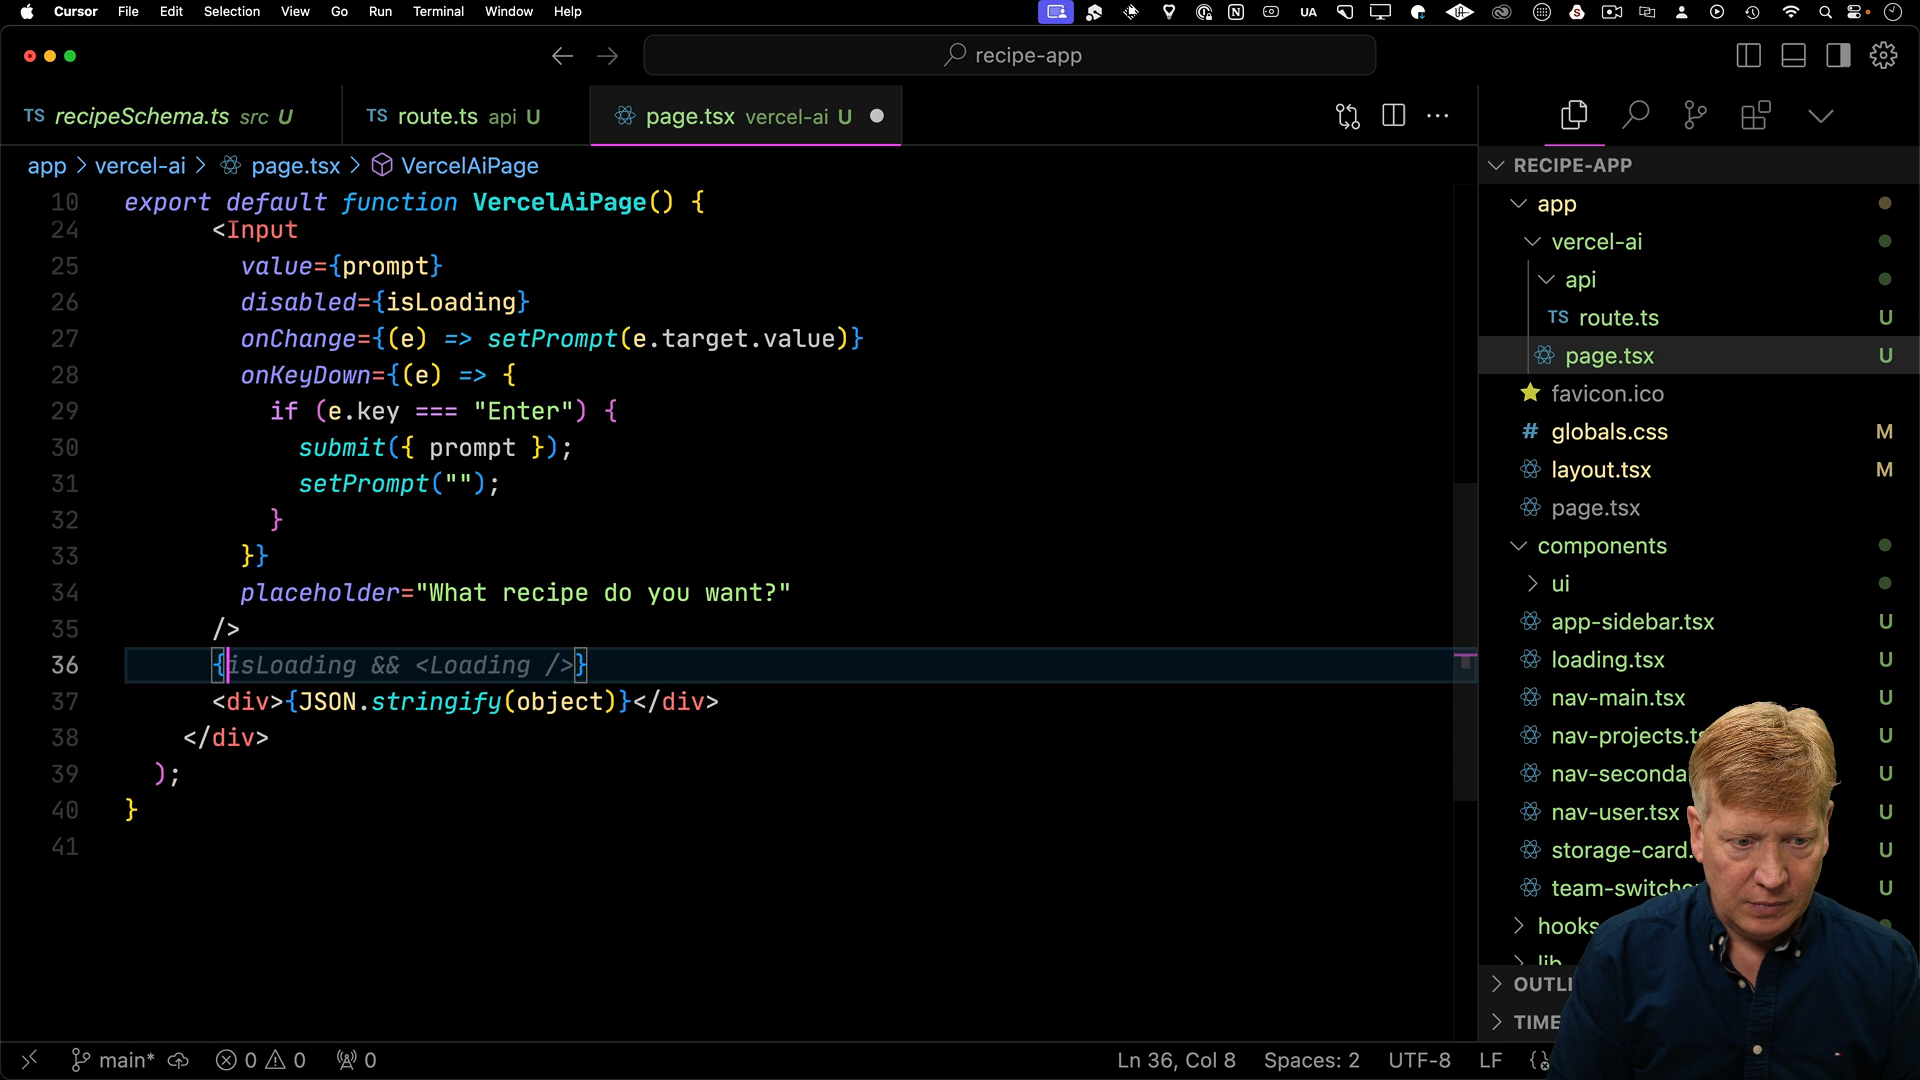 Cursor File Edit Selection View Go Run Terminal Window Help
UA
recipe-app
TS recipeSchema.ts src U
TS route.ts api U
page.tsx vercel-ai U
app > vercel-ai > page.tsx > VercelAiPage
10 export default function VercelAiPage() {
24 <Input
25 value={prompt}
26 disabled={isLoading}
27 onChange={(e) => setPrompt(e.target.value)}
28 onKeyDown={(e) => {
29 if (e.key === "Enter") {
30 submit({ prompt });
31 setPrompt("");
32 }
33 }}
34 placeholder="What recipe do you want?"
35 />
36 {isLoading && <Loading />}
37 <div>{JSON.stringify(object)}</div>
38 </div>
39 );
40 }
41
RECIPE-APP
app
vercel-ai
api
TS route.ts U
page.tsx U
favicon.ico
# globals.css M
layout.tsx M
page.tsx
components
ui
app-sidebar.tsx U
loading.tsx U
nav-main.tsx U
nav-projects.ts U
nav-seconda U
nav-user.tsx U
storage-card. U
team-switche U
hooks
lib
OUTLI
TIME
main* 0 0 0
Ln 36, Col 8 Spaces: 2 UTF-8 LF {